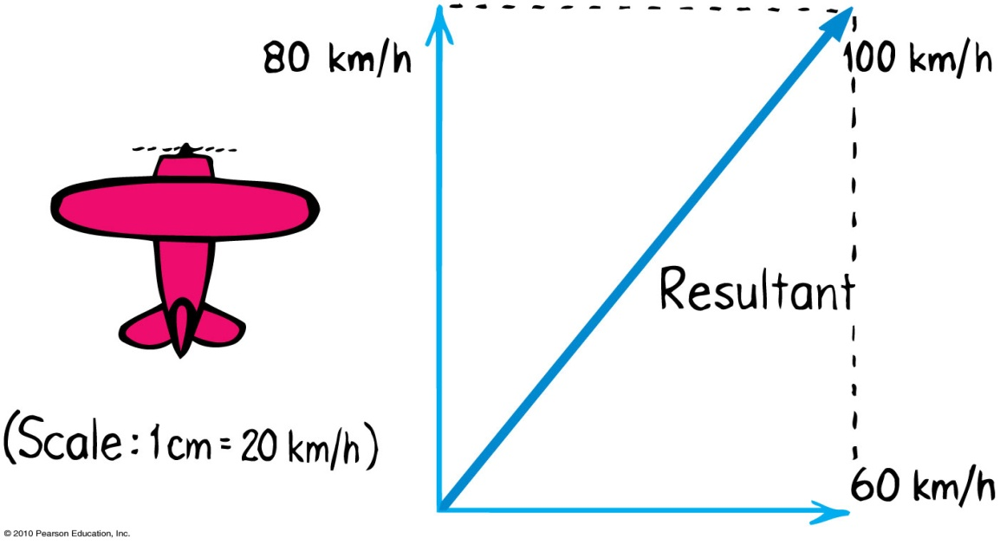 80 km/h
100 km/h
Resultant
(Scale: 1 cm = 20 km/h)
60 km/h
© 2010 Pearson Education, Inc.